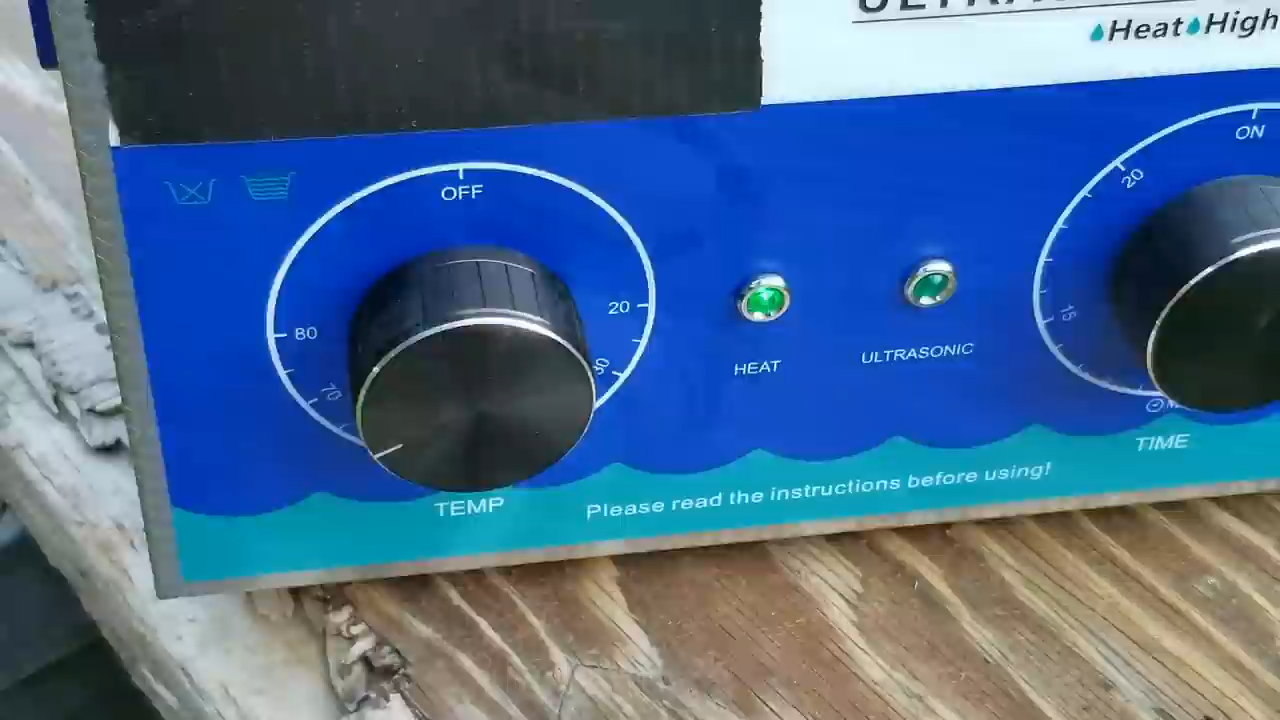 Heat High
OFF
ON
20
20
30
80
70
15
HEAT
ULTRASONIC
TIME
TEMP
Please read the instructions before using!